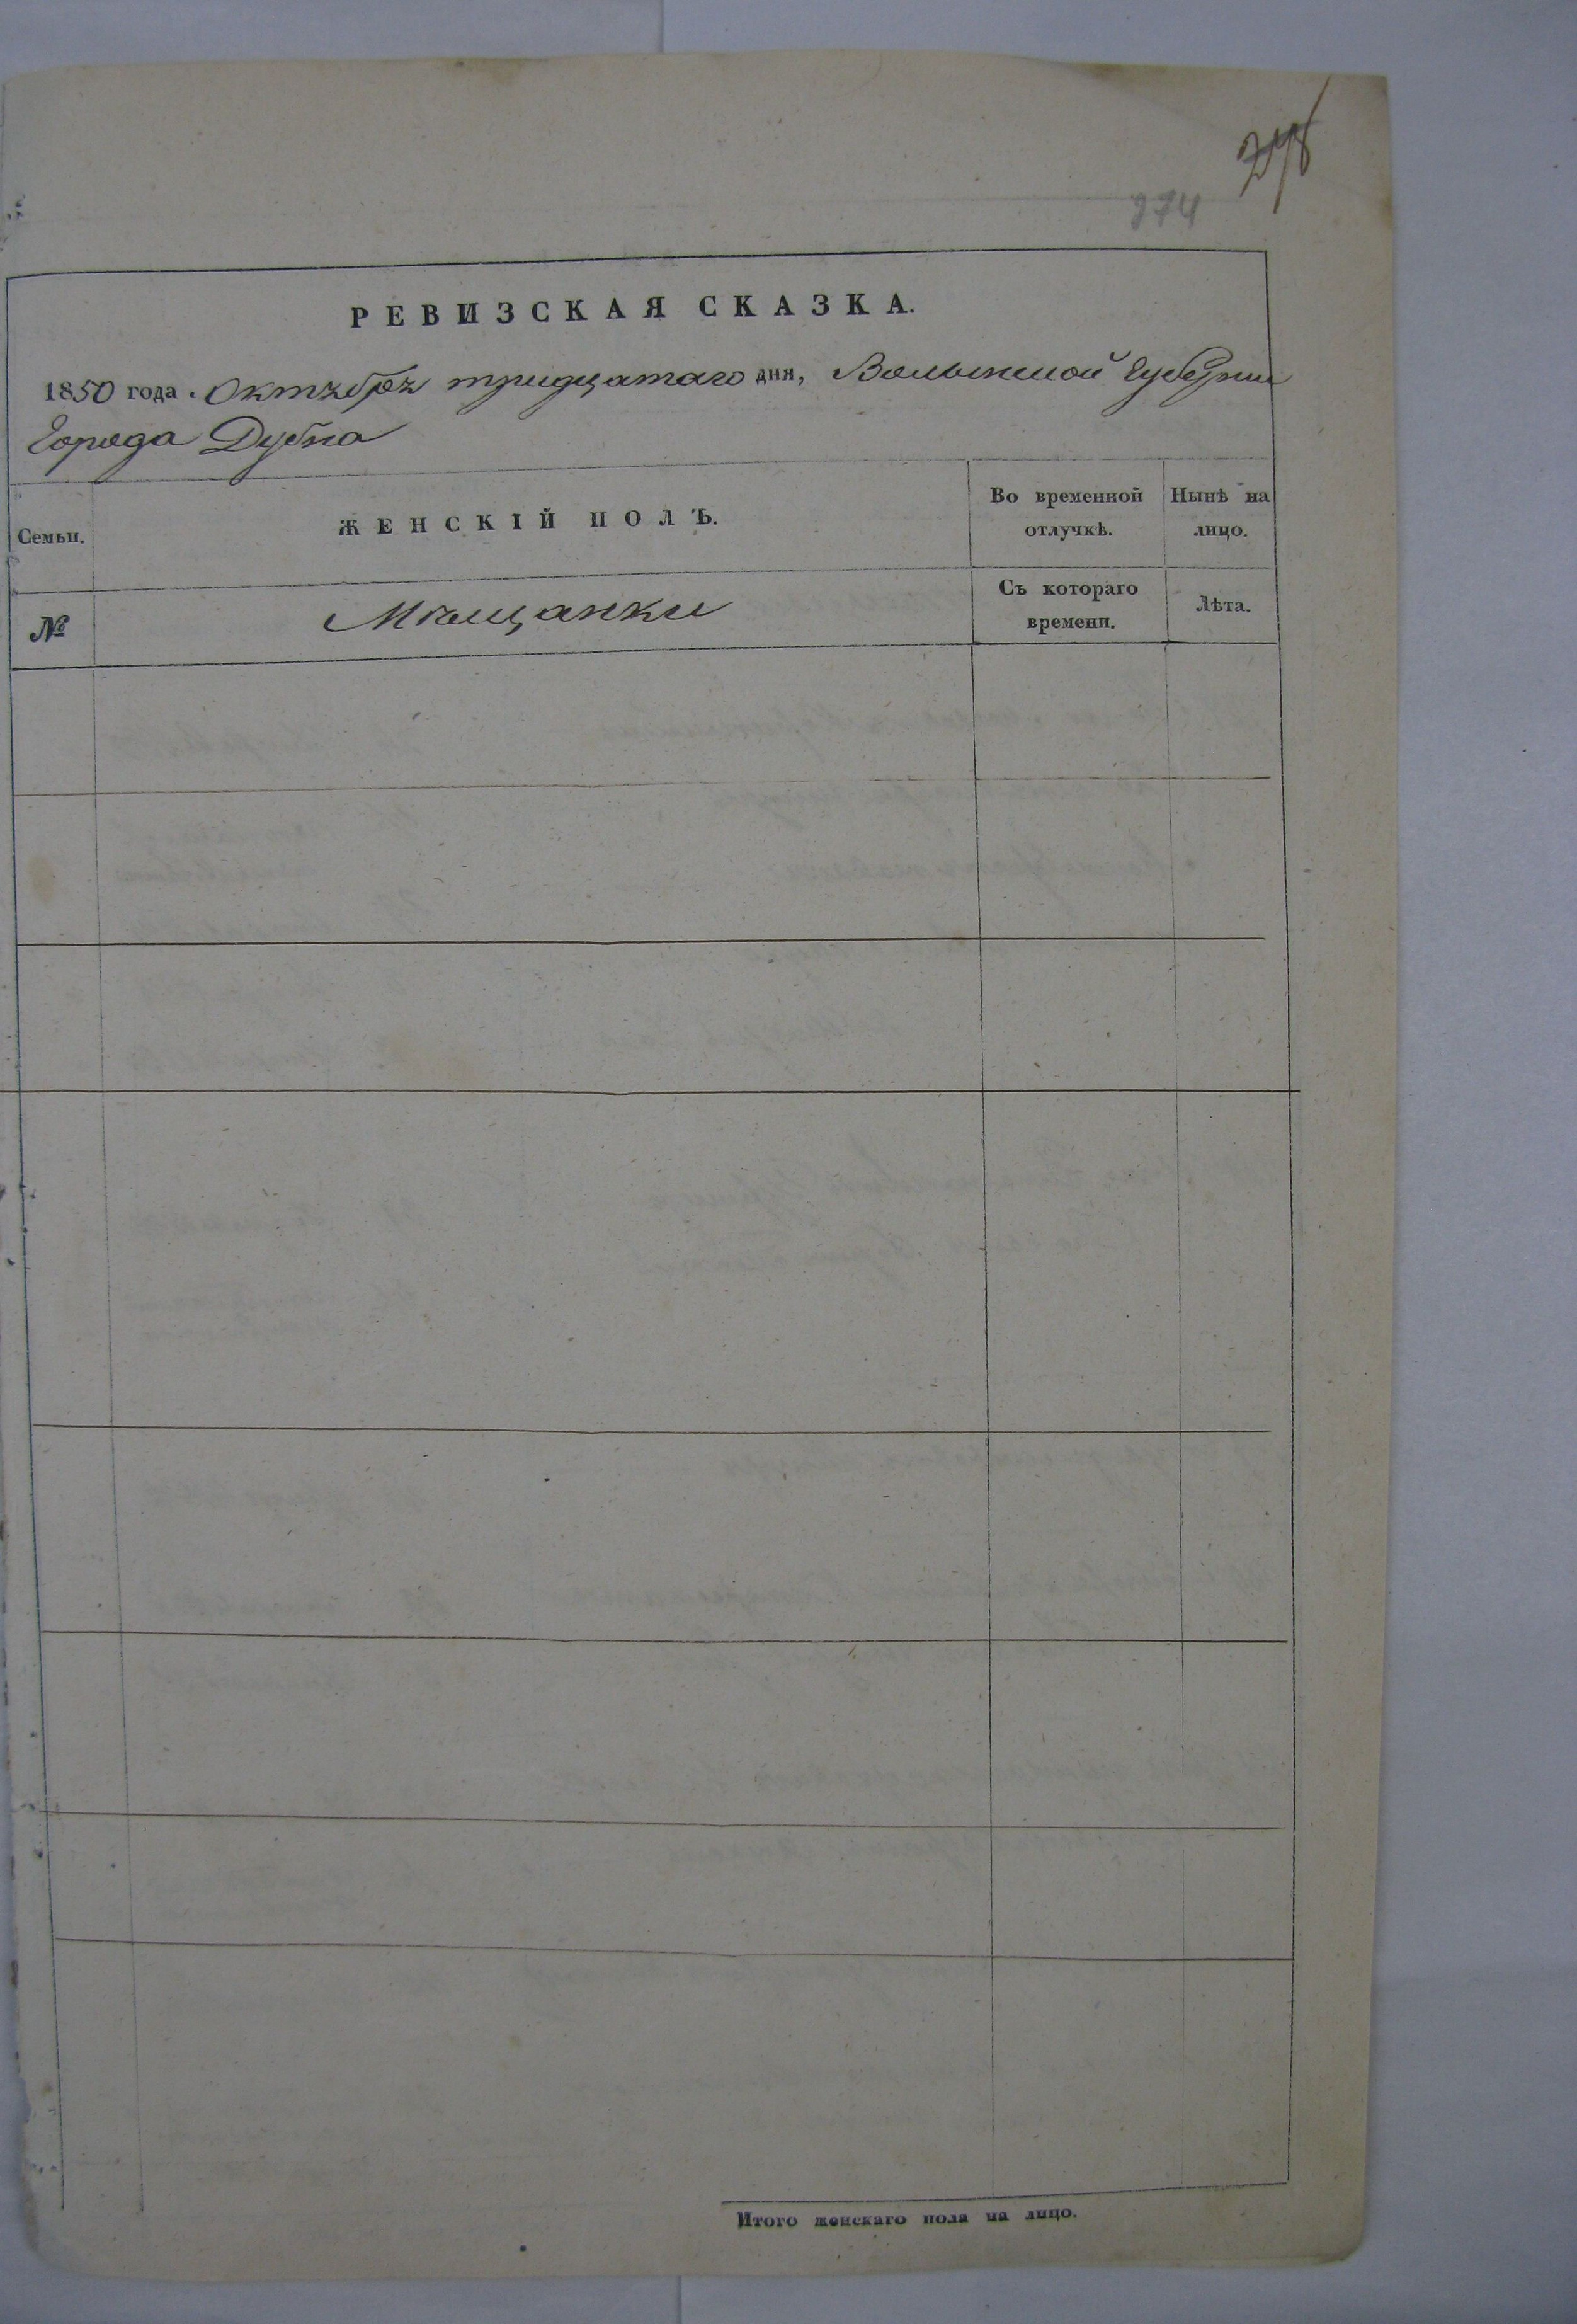 274
РЕВИЗСКАЯ СКАЗКА.
1850 года. Октября тридцатаго дня, Волынской Губернии
Города Дубна
Семьи.
ЖЕНСКІЙ ПОЛЪ.
Во временной отлучкѣ.
Нынѣ на лицо.
№
Мѣщанки
Съ котораго времени.
Лѣта.
Итого женскаго пола на лицо.